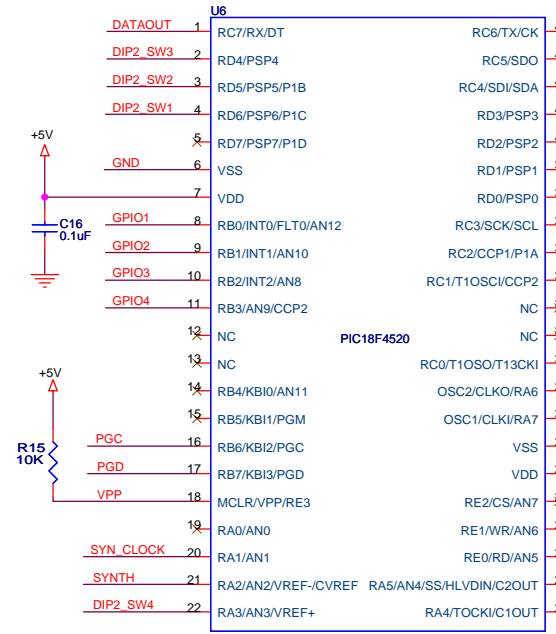 U6
DATAOUT 1 RC7/RX/DT RC6/TX/CK
DIP2_SW3 2 RD4/PSP4 RC5/SDO
DIP2_SW2 3 RD5/PSP5/P1B RC4/SDI/SDA
DIP2_SW1 4 RD6/PSP6/P1C RD3/PSP3
5 RD7/PSP7/P1D RD2/PSP2
+5V
GND 6 VSS RD1/PSP1
7 VDD RD0/PSP0
C16
0.1uF
GPIO1 8 RB0/INT0/FLT0/AN12 RC3/SCK/SCL
GPIO2 9 RB1/INT1/AN10 RC2/CCP1/P1A
GPIO3 10 RB2/INT2/AN8 RC1/T1OSCI/CCP2
GPIO4 11 RB3/AN9/CCP2 NC
12 NC NC
PIC18F4520
13 NC RC0/T1OSO/T13CKI
+5V
14 RB4/KBI0/AN11 OSC2/CLKO/RA6
15 RB5/KBI1/PGM OSC1/CLKI/RA7
R15
10K
PGC 16 RB6/KBI2/PGC VSS
PGD 17 RB7/KBI3/PGD VDD
VPP 18 MCLR/VPP/RE3 RE2/CS/AN7
19 RA0/AN0 RE1/WR/AN6
SYN_CLOCK 20 RA1/AN1 RE0/RD/AN5
SYNTH 21 RA2/AN2/VREF-/CVREF RA5/AN4/SS/HLVDIN/C2OUT
DIP2_SW4 22 RA3/AN3/VREF+ RA4/TOCKI/C1OUT